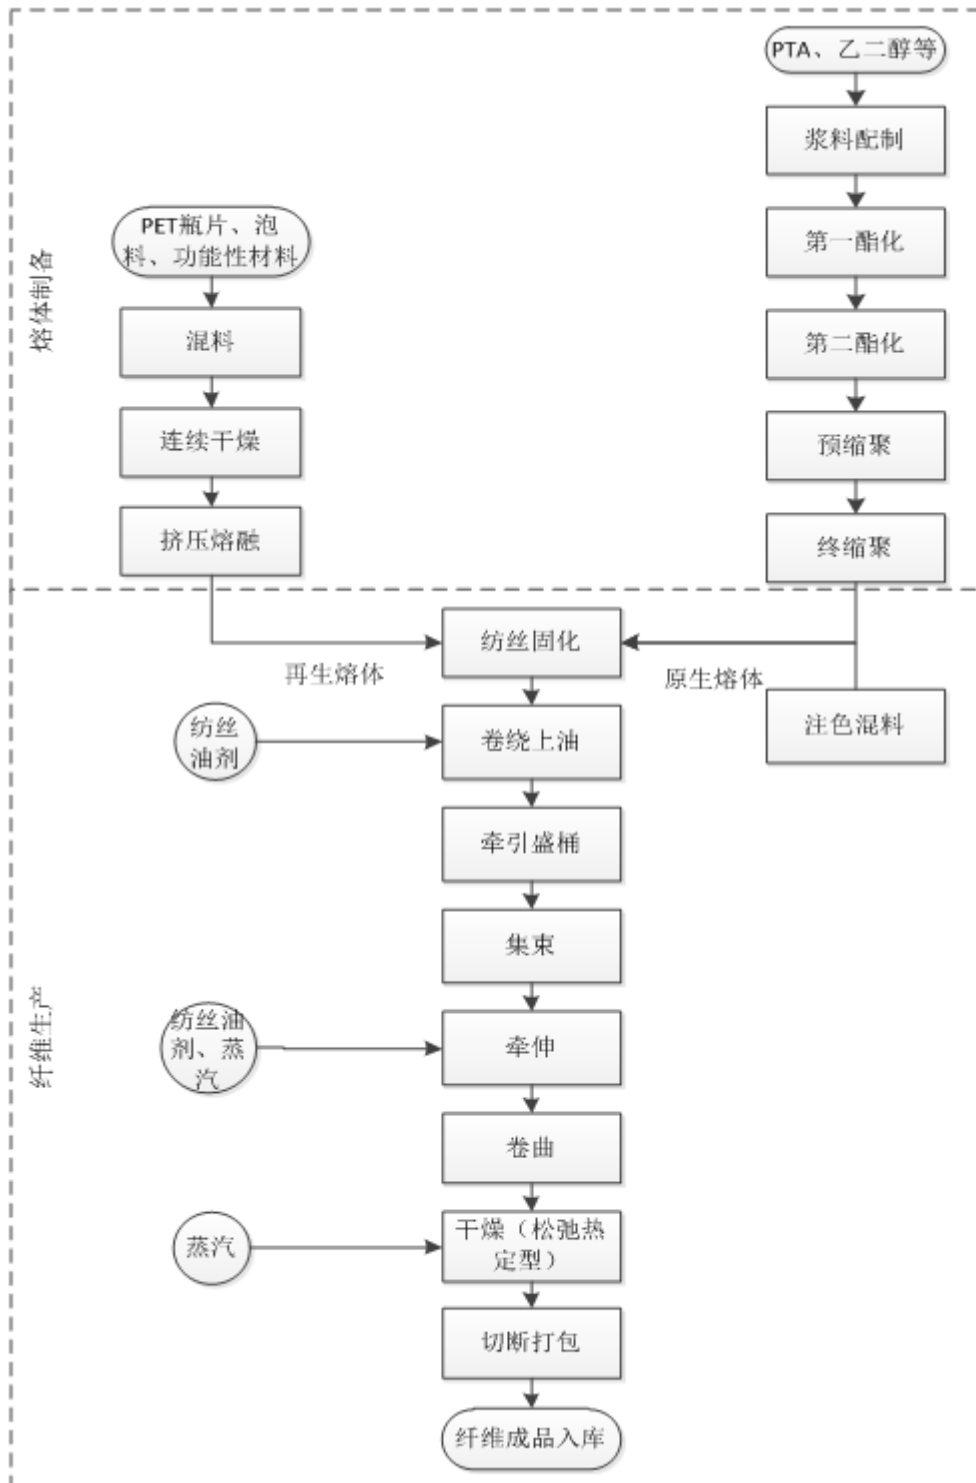 PTA、乙二醇等
浆料配制
第一酯化
第二酯化
预缩聚
终缩聚
熔体制备
PET瓶片、泡
料、功能性材料
混料
连续干燥
挤压熔融
纺丝固化
再生熔体
原生熔体
注色混料
纺丝
油剂
卷绕上油
牵引盛桶
集束
纤维生产
纺丝油
剂、蒸
汽
牵伸
卷曲
蒸汽
干燥（松弛热
定型）
切断打包
纤维成品入库